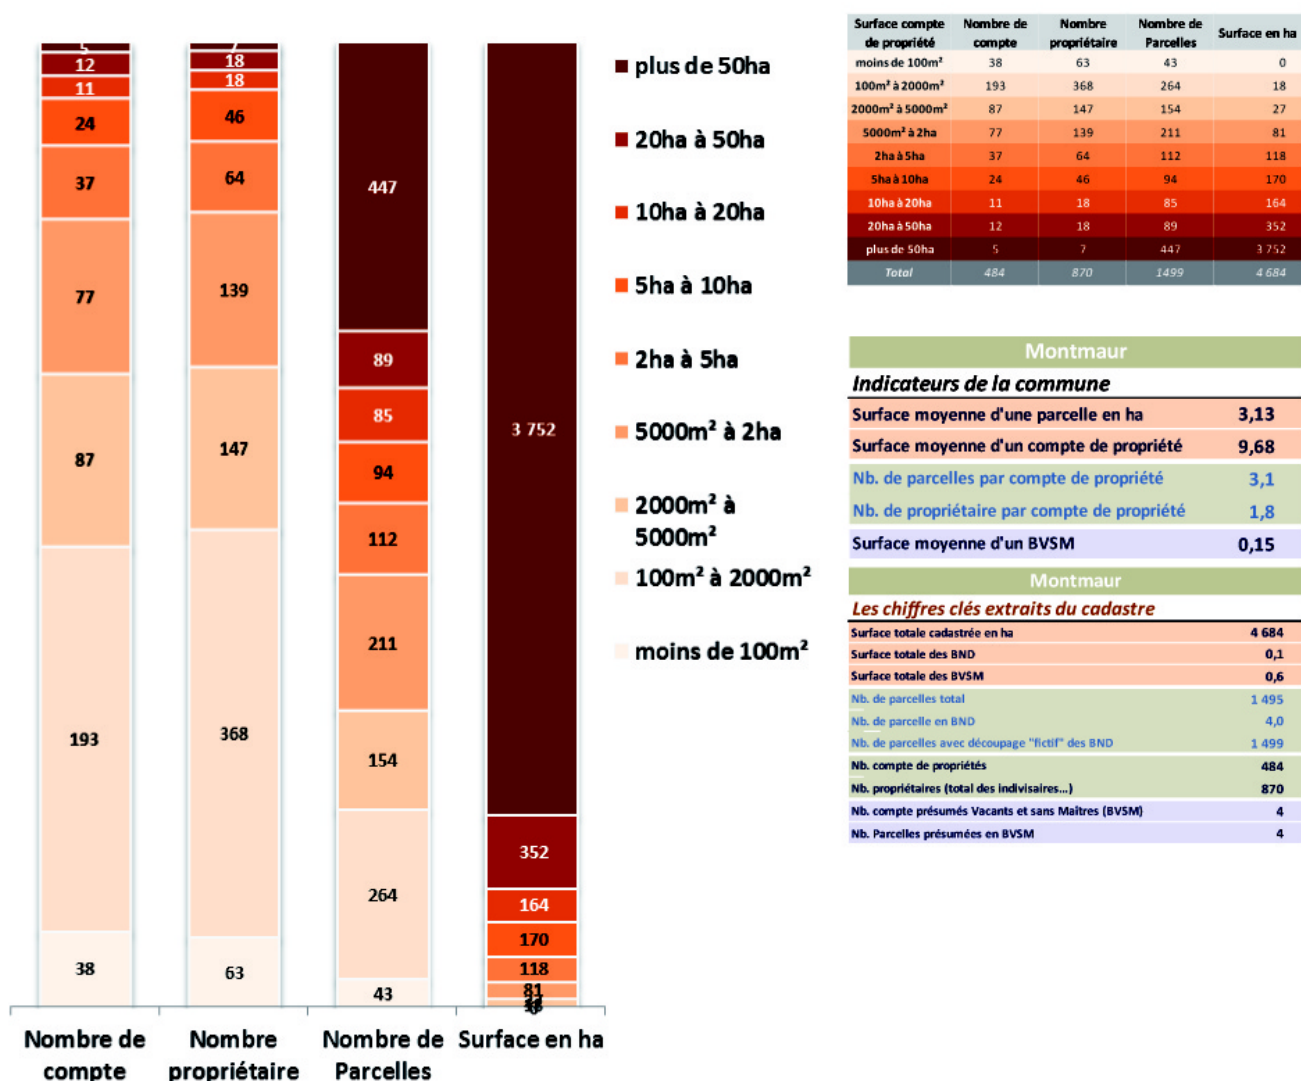 5
12
11
24
37
77
87
193
38
7
18
18
46
64
139
147
368
63
447
89
85
94
112
211
154
264
43
3 752
352
164
170
118
81
27
18
0
Nombre de compte
Nombre propriétaire
Nombre de Parcelles
Surface en ha
plus de 50ha
20ha à 50ha
10ha à 20ha
5ha à 10ha
2ha à 5ha
5000m² à 2ha
2000m² à
5000m²
100m² à 2000m²
moins de 100m²
Surface compte de propriété Nombre de compte Nombre propriétaire Nombre de Parcelles Surface en ha
moins de 100m² 38 63 43 0
100m² à 2000m² 193 368 264 18
2000m² à 5000m² 87 147 154 27
5000m² à 2ha 77 139 211 81
2ha à 5ha 37 64 112 118
5ha à 10ha 24 46 94 170
10ha à 20ha 11 18 85 164
20ha à 50ha 12 18 89 352
plus de 50ha 5 7 447 3 752
Total 484 870 1499 4 684
Montmaur
Indicateurs de la commune
Surface moyenne d'une parcelle en ha 3,13
Surface moyenne d'un compte de propriété 9,68
Nb. de parcelles par compte de propriété 3,1
Nb. de propriétaire par compte de propriété 1,8
Surface moyenne d'un BVSM 0,15
Montmaur
Les chiffres clés extraits du cadastre
Surface totale cadastrée en ha 4 684
Surface totale des BND 0,1
Surface totale des BVSM 0,6
Nb. de parcelles total 1 495
Nb. de parcelle en BND 4,0
Nb. de parcelles avec découpage "fictif" des BND 1 499
Nb. compte de propriétés 484
Nb. propriétaires (total des indivisaires...) 870
Nb. compte présumés Vacants et sans Maîtres (BVSM) 4
Nb. Parcelles présumées en BVSM 4